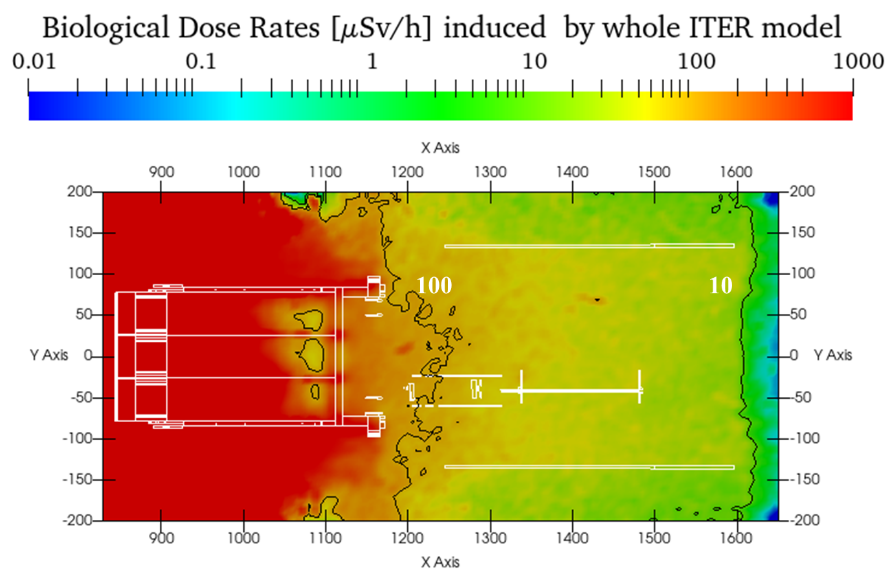 Biological Dose Rates [μSv/h] induced  by whole ITER model
0.01 0.1 1 10 100 1000
X Axis
900 1000 1100 1200 1300 1400 1500 1600
200 200
150 150
100 100
100 10
50 50
Y Axis 0 0 Y Axis
-50 -50
-100 -100
-150 -150
-200 -200
900 1000 1100 1200 1300 1400 1500 1600
X Axis